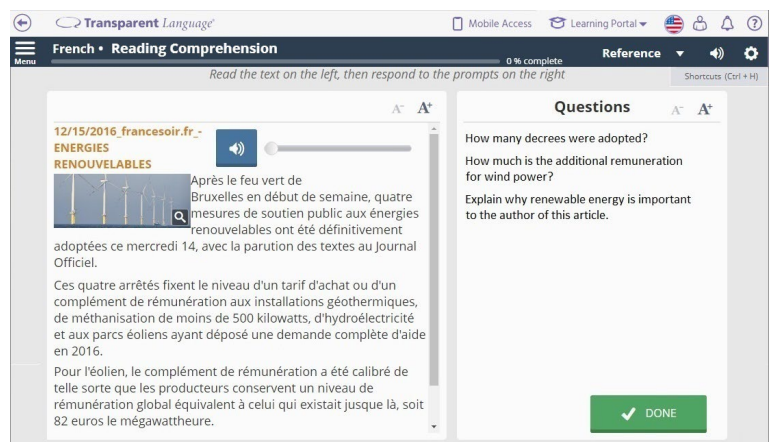 Transparent Language
Mobile Access
Learning Portal
Menu
French • Reading Comprehension
0 % complete
Reference
Read the text on the left, then respond to the prompts on the right
Shortcuts (Ctrl + H)
A- A+
12/15/2016_francesoir.fr_-
ENERGIES
RENOUVELABLES
Après le feu vert de
Bruxelles en début de semaine, quatre
mesures de soutien public aux énergies
renouvelables ont été définitivement
adoptées ce mercredi 14, avec la parution des textes au Journal
Officiel.
Ces quatre arrêtés fixent le niveau d'un tarif d'achat ou d'un
complément de rémunération aux installations géothermiques,
de méthanisation de moins de 500 kilowatts, d'hydroélectricité
et aux parcs éoliens ayant déposé une demande complète d'aide
en 2016.
Pour l'éolien, le complément de rémunération a été calibré de
telle sorte que les producteurs conservent un niveau de
rémunération global équivalent à celui qui existait jusque là, soit
82 euros le mégawattheure.
Questions
A- A+
How many decrees were adopted?
How much is the additional remuneration
for wind power?
Explain why renewable energy is important
to the author of this article.
DONE